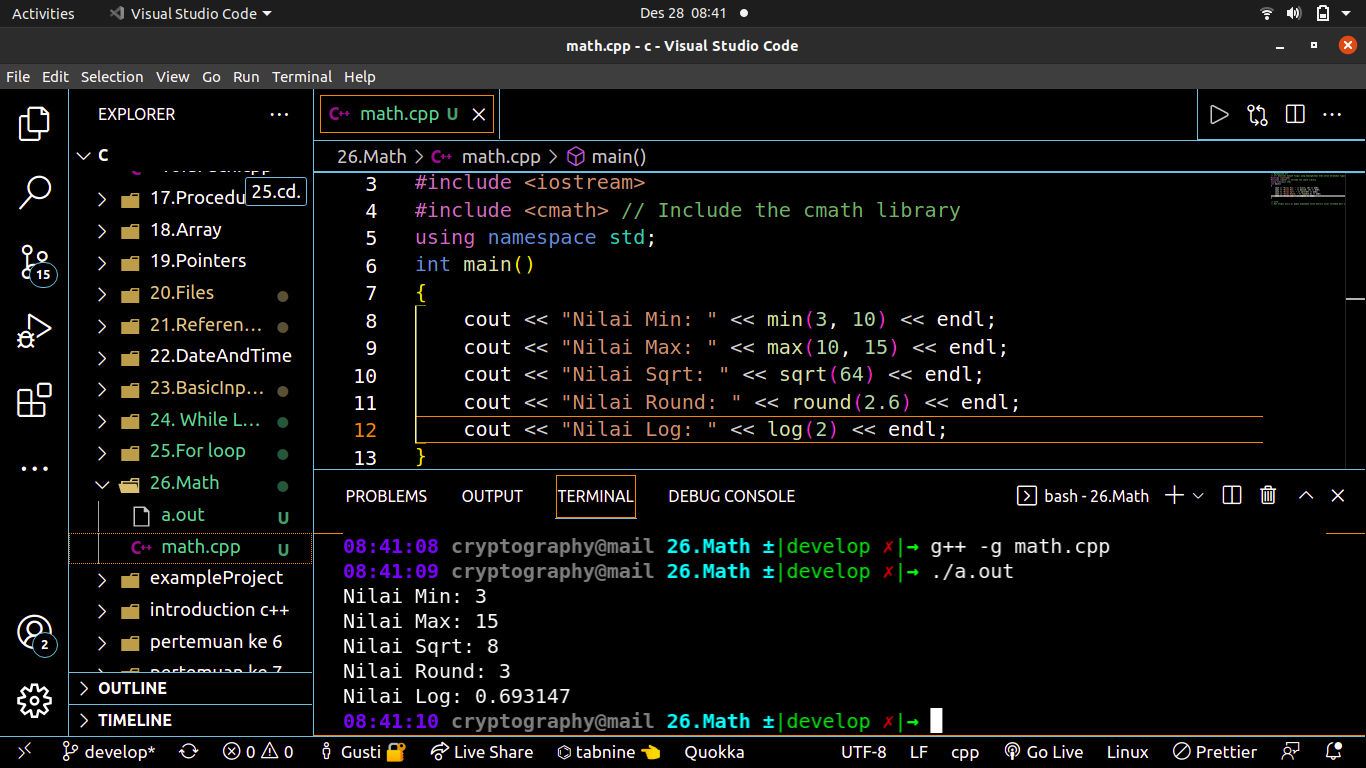 Activities Visual Studio Code Des 28 08:41
math.cpp - c - Visual Studio Code
File Edit Selection View Go Run Terminal Help
EXPLORER
C
17.Procedu
25.cd.
18.Array
19.Pointers
20.Files
21.Referen...
22.DateAndTime
23.BasicInp...
24. While L...
25.For loop
26.Math
a.out U
math.cpp U
exampleProject
introduction c++
pertemuan ke 6
pertemuan ke 7
OUTLINE
TIMELINE
15
2
math.cpp U
26.Math > math.cpp > main()
3 #include <iostream>
4 #include <cmath> // Include the cmath library
5 using namespace std;
6 int main()
7 {
8 cout << "Nilai Min: " << min(3, 10) << endl;
9 cout << "Nilai Max: " << max(10, 15) << endl;
10 cout << "Nilai Sqrt: " << sqrt(64) << endl;
11 cout << "Nilai Round: " << round(2.6) << endl;
12 cout << "Nilai Log: " << log(2) << endl;
13 }
PROBLEMS OUTPUT TERMINAL DEBUG CONSOLE bash - 26.Math
08:41:08 cryptography@mail 26.Math ±|develop ✗|→ g++ -g math.cpp
08:41:09 cryptography@mail 26.Math ±|develop ✗|→ ./a.out
Nilai Min: 3
Nilai Max: 15
Nilai Sqrt: 8
Nilai Round: 3
Nilai Log: 0.693147
08:41:10 cryptography@mail 26.Math ±|develop ✗|→
develop* 0 0 Gusti 🔐 Live Share tabnine 👈 Quokka UTF-8 LF cpp Go Live Linux Prettier